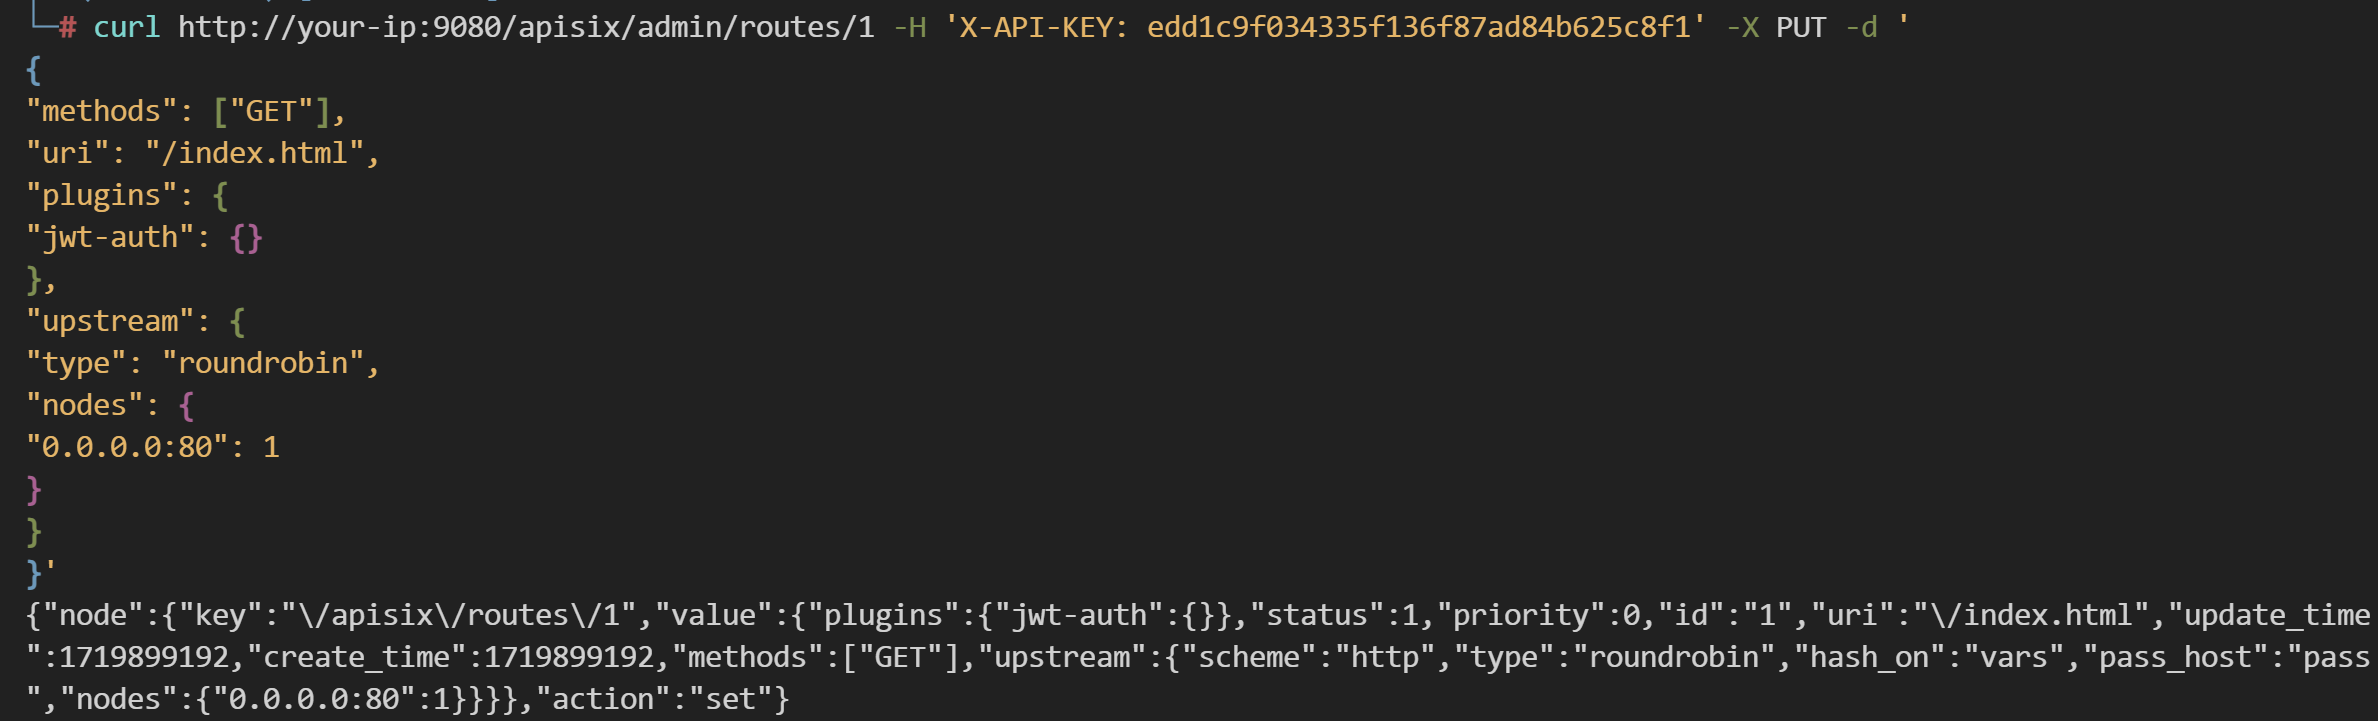 # curl http://your-ip:9080/apisix/admin/routes/1 -H 'X-API-KEY: edd1c9f034335f136f87ad84b625c8f1' -X PUT -d '
{
"methods": ["GET"],
"uri": "/index.html",
"plugins": {
"jwt-auth": {}
},
"upstream": {
"type": "roundrobin",
"nodes": {
"0.0.0.0:80": 1
}
}
}'
{"node":{"key":"\/apisix\/routes\/1","value":{"plugins":{"jwt-auth":{}},"status":1,"priority":0,"id":"1","uri":"\/index.html","update_time
":1719899192,"create_time":1719899192,"methods":["GET"],"upstream":{"scheme":"http","type":"roundrobin","hash_on":"vars","pass_host":"pass
","nodes":{"0.0.0.0:80":1}}}},"action":"set"}